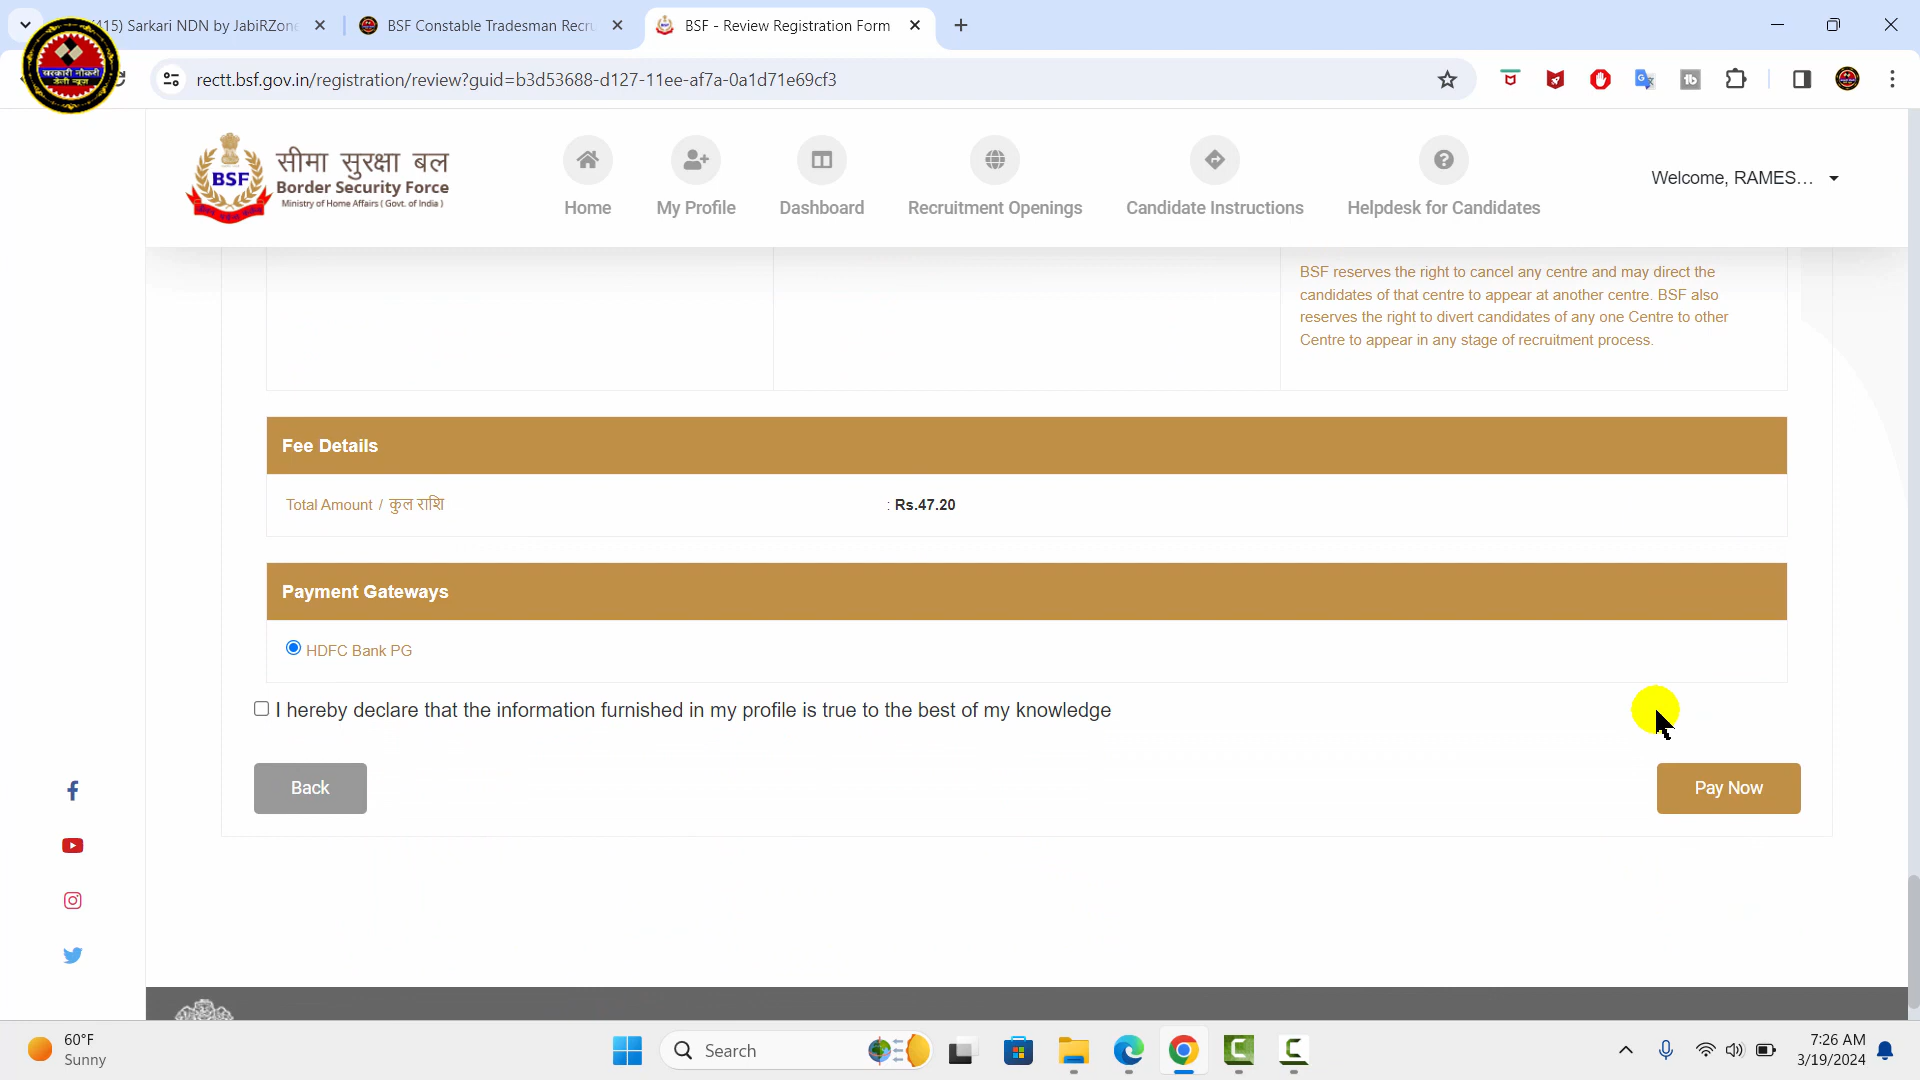 415) Sarkari NDN by JabiRZone
BSF Constable Tradesman Recru
BSF - Review Registration Form
सरकारी नौकरी
डेली न्यूज
rectt.bsf.gov.in/registration/review?guid=b3d53688-d127-11ee-af7a-0a1d71e69cf3
BSF
सीमा सुरक्षा बल
Border Security Force
Ministry of Home Affairs ( Govt. of India )
Home
My Profile
Dashboard
Recruitment Openings
Candidate Instructions
Helpdesk for Candidates
Welcome, RAMES...
BSF reserves the right to cancel any centre and may direct the
candidates of that centre to appear at another centre. BSF also
reserves the right to divert candidates of any one Centre to other
Centre to appear in any stage of recruitment process.
Fee Details
Total Amount / कुल राशि : Rs.47.20
Payment Gateways
HDFC Bank PG
I hereby declare that the information furnished in my profile is true to the best of my knowledge
Back
Pay Now
60°F
Sunny
Search
7:26 AM
3/19/2024